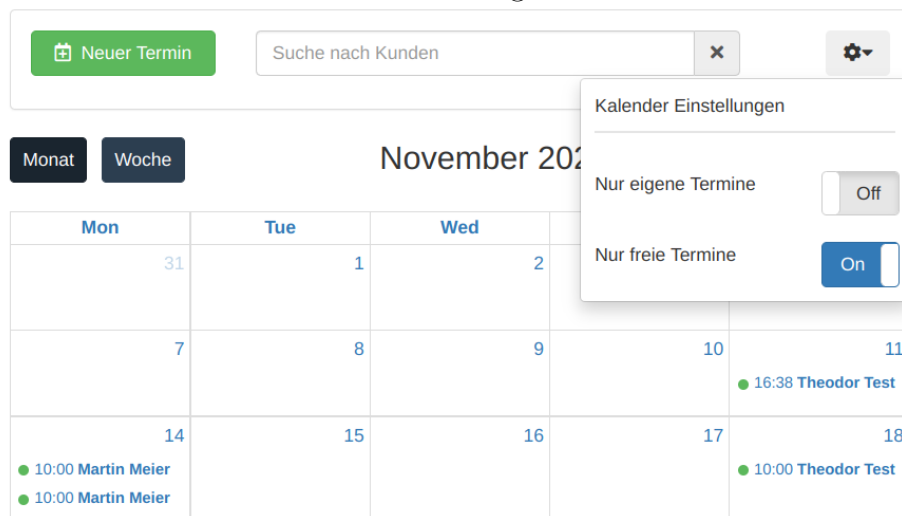 Neuer Termin
Suche nach Kunden
Kalender Einstellungen
Monat
Woche
November 202
Nur eigene Termine
Off
Nur freie Termine
On
Mon
Tue
Wed
31
1
2
7
8
9
10
11
16:38 Theodor Test
14
15
16
17
18
10:00 Martin Meier
10:00 Theodor Test
10:00 Martin Meier